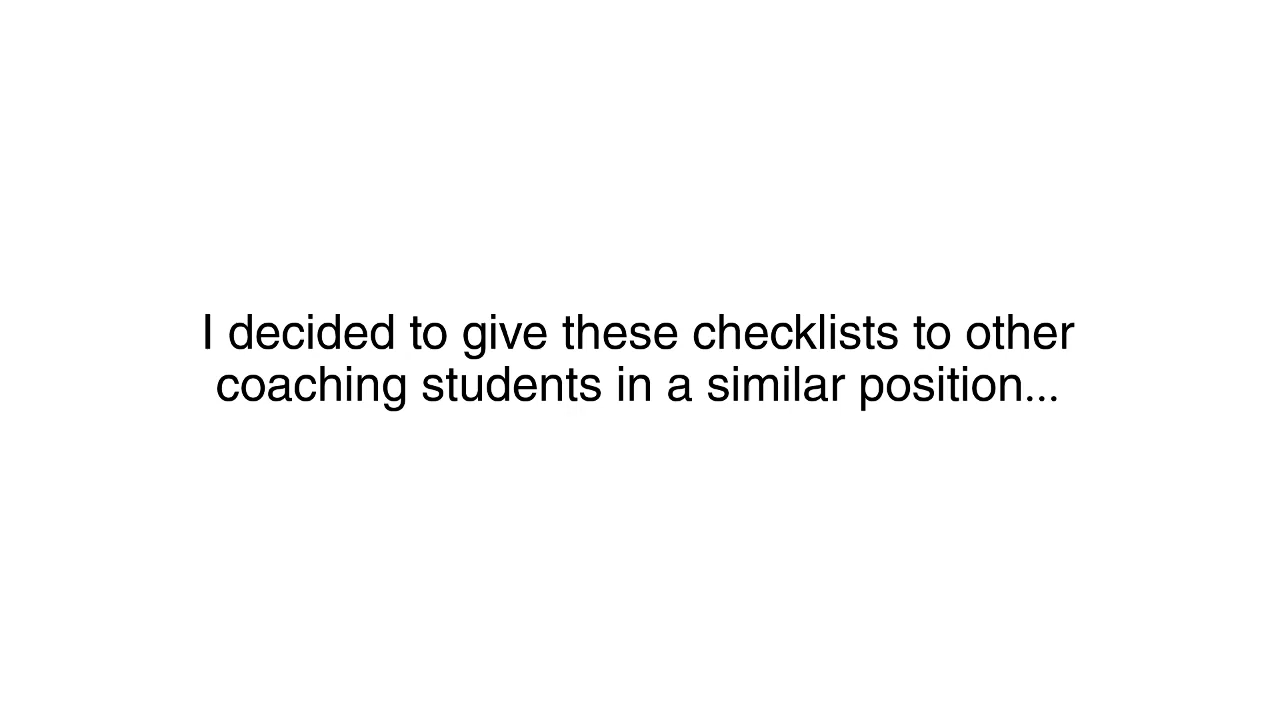 I decided to give these checklists to other
coaching students in a similar position...